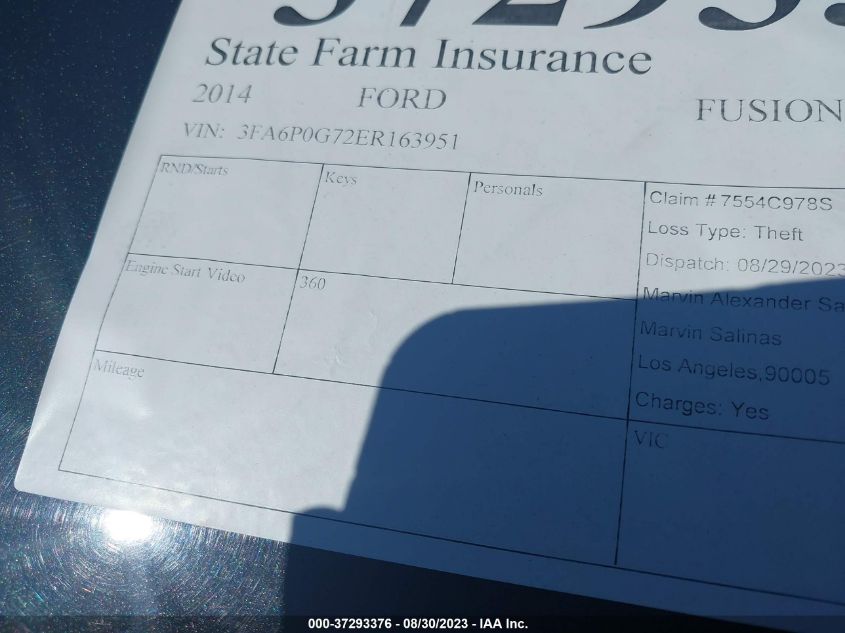 State Farm Insurance
2014 FORD FUSION
VIN: 3FA6P0G72ER163951
RND/Starts Keys Personals
Claim # 7554C978S
Loss Type: Theft
Dispatch: 08/29/2023
Engine Start Video 360
Marvin Alexander
Marvin Salinas
Los Angeles,90005
Charges: Yes
Mileage
VIC
000-37293376 - 08/30/2023 - IAA Inc.